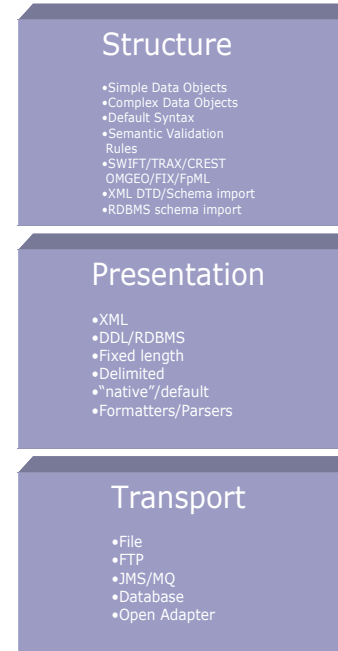 Structure
•Simple Data Objects
•Complex Data Objects
•Default Syntax
•Semantic Validation
Rules
•SWIFT/TRAX/CREST
OMGEO/FIX/FpML
•XML DTD/Schema import
•RDBMS schema import
Presentation
•XML
•DDL/RDBMS
•Fixed length
•Delimited
•“native”/default
•Formatters/Parsers
Transport
•File
•FTP
•JMS/MQ
•Database
•Open Adapter